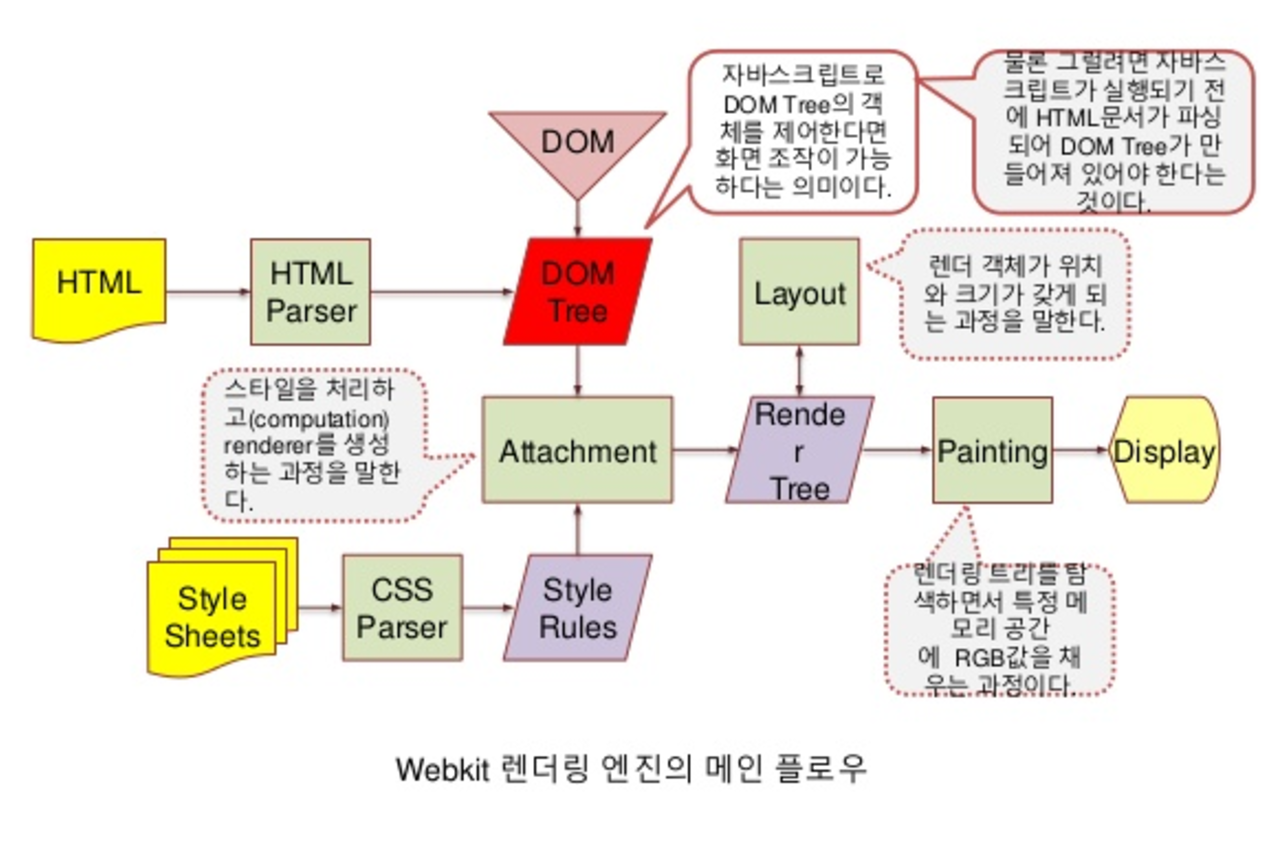 자바스크립트로
DOM Tree의 객
체를 제어한다면
화면 조작이 가능
하다는 의미이다.
물론 그럴려면 자바스
크립트가 실행되기 전
에 HTML문서가 파싱
되어 DOM Tree가 만
들어져 있어야 한다는
것이다.
DOM
HTML
HTML
Parser
DOM
Tree
Layout
렌더 객체가 위치
와 크기가 갖게 되
는 과정을 말한다.
스타일을 처리하
고(computation)
renderer를 생성
하는 과정을 말한
다.
Attachment
Rende
r
Tree
Painting
Display
Style
Sheets
CSS
Parser
Style
Rules
렌더링 트리를 탐
색하면서 특정 메
모리 공간
에 RGB값을 채
우는 과정이다.
Webkit 렌더링 엔진의 메인 플로우